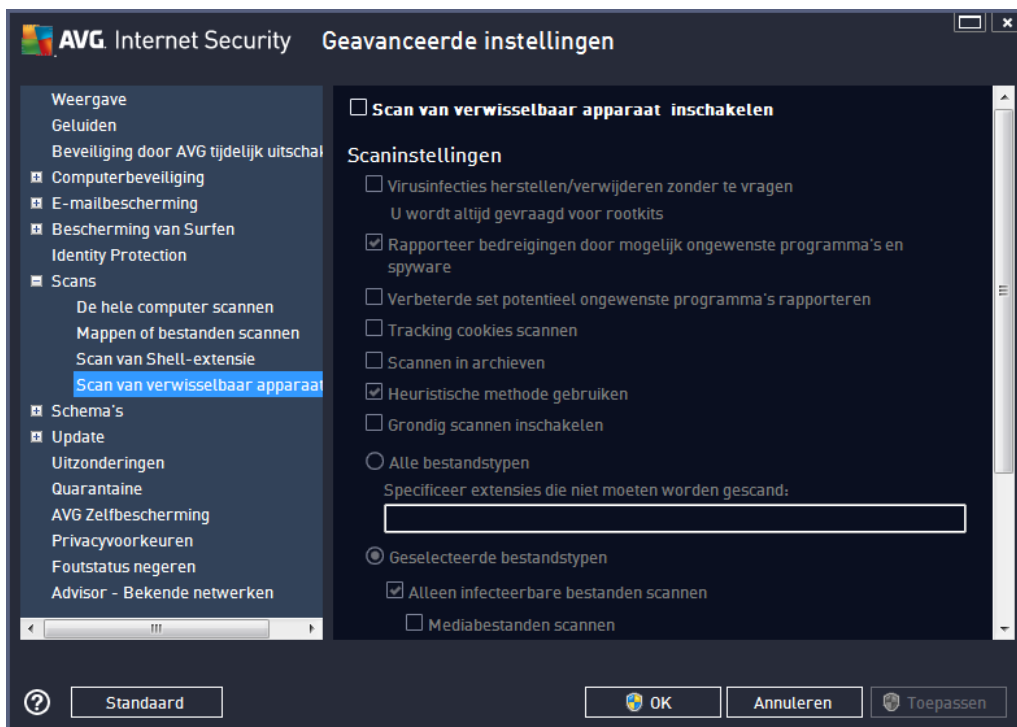 AVG. Internet Security
Geavanceerde instellingen
Weergave
Geluiden
Beveiliging door AVG tijdelijk
Computerbeveiliging
E-mailbescherming
Bescherming van Surfen
Identity Protection
Scans
De hele computer scannen
Mappen of bestanden scannen
Scan van Shell-extensie
Scan van verwisselbaar apparaat
Schema's
Update
Uitzonderingen
Quarantaine
AVG Zelfbescherming
Privacyvoorkeuren
Foutstatus negeren
Advisor - Bekende netwerken
Scan van verwisselbaar apparaat inschakelen
Scaninstellingen
Virusinfecties herstellen/verwijderen zonder te vragen
U wordt altijd gevraagd voor rootkits
Rapporteer bedreigingen door mogelijk ongewenste programma's en
spyware
Verbeterde set potentieel ongewenste programma's rapporteren
Tracking cookies scannen
Scannen in archieven
Heuristische methode gebruiken
Grondig scannen inschakelen
Alle bestandstypen
Specificeer extensies die niet moeten worden gescand:
Geselecteerde bestandstypen
Alleen infecteerbare bestanden scannen
Mediabestanden scannen
Standaard
OK
Annuleren
Toepassen